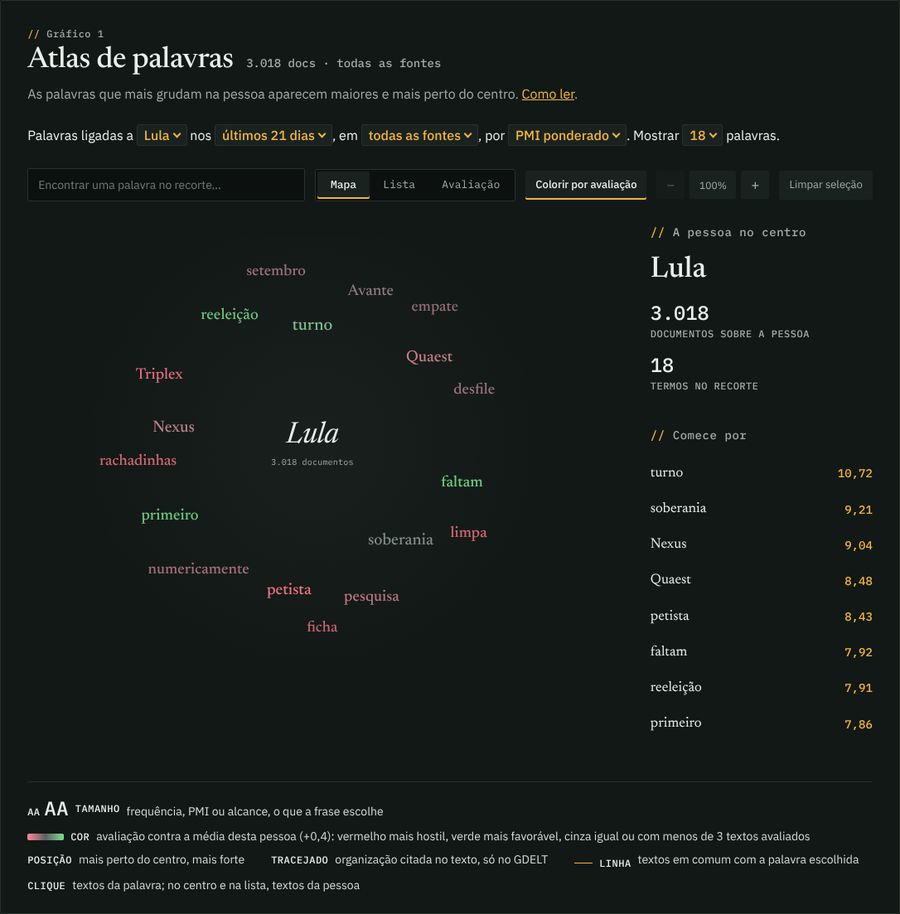 // Gráfico 1
Atlas de palavras 3.018 docs · todas as fontes
As palavras que mais grudam na pessoa aparecem maiores e mais perto do centro. Como ler.
Palavras ligadas a Lula nos últimos 21 dias, em todas as fontes, por PMI ponderado. Mostrar 18 palavras.
Encontrar uma palavra no recorte... Mapa Lista Avaliação Colorir por avaliação − 100% + Limpar seleção
setembro
Avante
empate
reeleição
turno
Quaest
Triplex
desfile
Nexus
Lula
rachadinhas
3.018 documentos
faltam
primeiro
limpa
soberania
numericamente
petista
pesquisa
ficha
// A pessoa no centro
Lula
3.018
DOCUMENTOS SOBRE A PESSOA
18
TERMOS NO RECORTE
// Comece por
turno 10,72
soberania 9,21
Nexus 9,04
Quaest 8,48
petista 8,43
faltam 7,92
reeleição 7,91
primeiro 7,86
AA AA TAMANHO frequência, PMI ou alcance, o que a frase escolhe
COR avaliação contra a média desta pessoa (+0,4): vermelho mais hostil, verde mais favorável, cinza igual ou com menos de 3 textos avaliados
POSIÇÃO mais perto do centro, mais forte TRACEJADO organização citada no texto, só no GDELT LINHA textos em comum com a palavra escolhida
CLIQUE textos da palavra; no centro e na lista, textos da pessoa